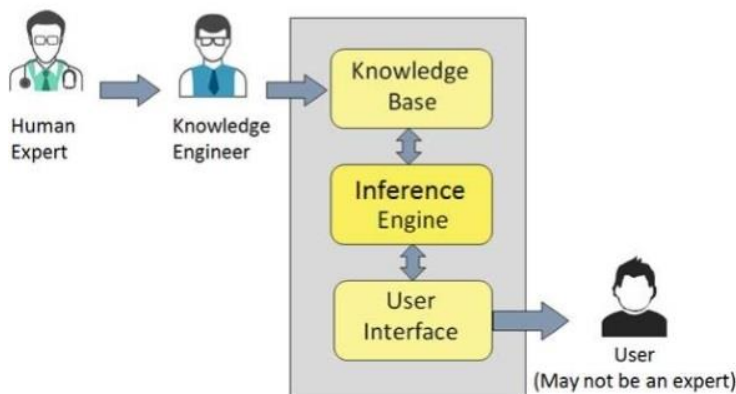 Human
Expert
Knowledge
Engineer
Knowledge
Base
Inference
Engine
User
Interface
User
(May not be an expert)